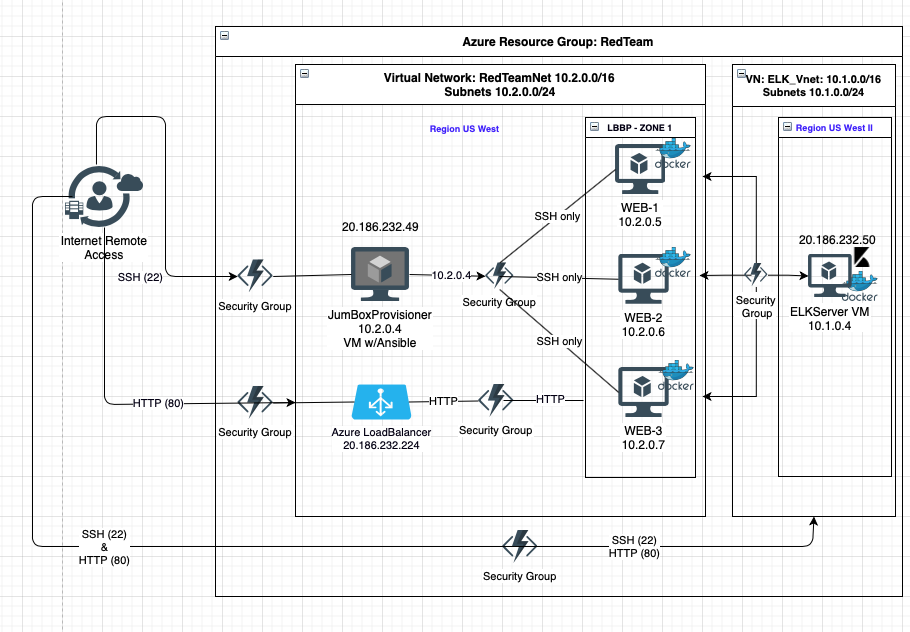 Azure Resource Group: RedTeam
Virtual Network: RedTeamNet 10.2.0.0/16
Subnets 10.2.0.0/24
VN: ELK_Vnet: 10.1.0.0/16
Subnets 10.1.0.0/24
Region US West
LBBP - ZONE 1
Region US West II
docker
WEB-1
10.2.0.5
Internet Remote
Access
SSH (22)
Security Group
20.186.232.49
JumBoxProvisioner
10.2.0.4
VM w/Ansible
10.2.0.4
Security Group
SSH only
SSH only
SSH only
docker
WEB-2
10.2.0.6
Security
Group
20.186.232.50
docker
ELKServer VM
10.1.0.4
HTTP (80)
Security Group
Azure LoadBalancer
20.186.232.224
HTTP
Security Group
HTTP
docker
WEB-3
10.2.0.7
SSH (22)
&
HTTP (80)
Security Group
SSH (22)
HTTP (80)